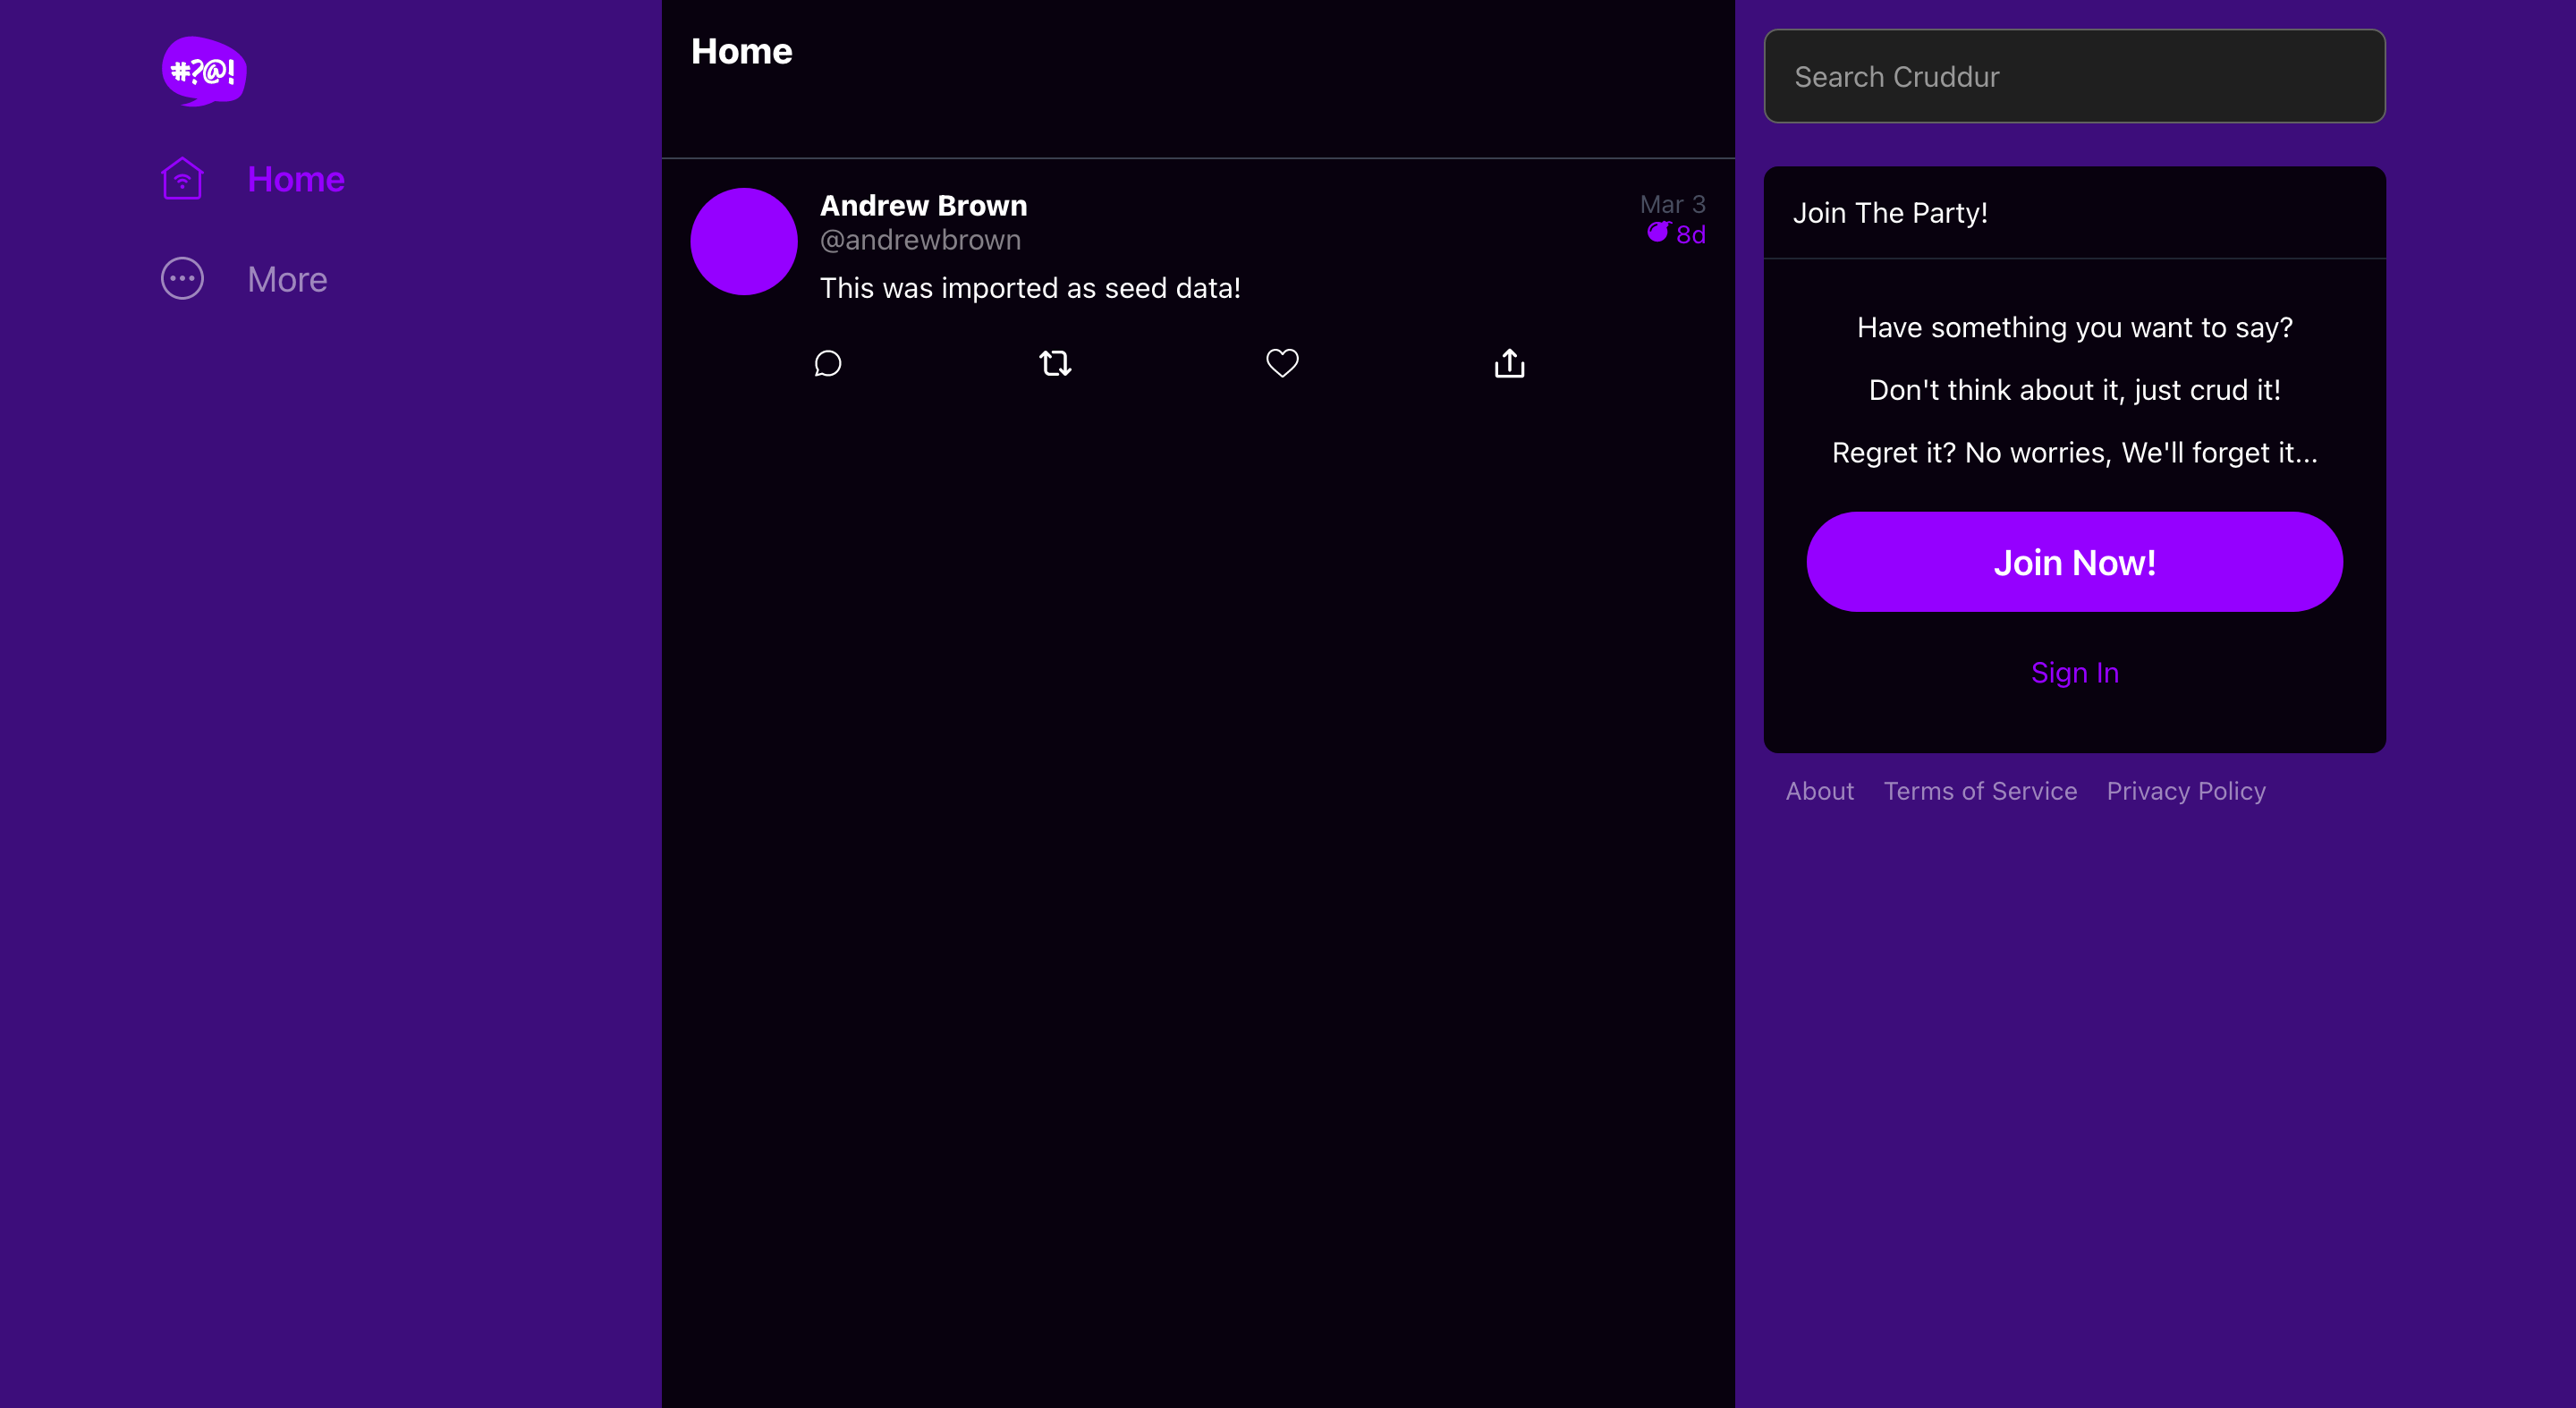 #?@!
Home
More
Home
Andrew Brown
@andrewbrown
Mar 3
8d
This was imported as seed data!
Search Cruddur
Join The Party!
Have something you want to say?
Don't think about it, just crud it!
Regret it? No worries, We'll forget it...
Join Now!
Sign In
About Terms of Service Privacy Policy